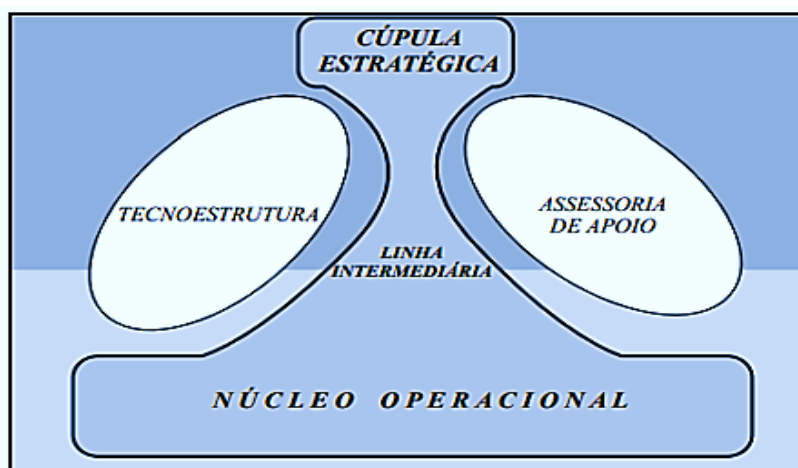 CÚPULA
ESTRATÉGICA
TECNOESTRUTURA
ASSESSORIA
DE APOIO
LINHA
INTERMEDIÁRIA
NÚCLEO OPERACIONAL